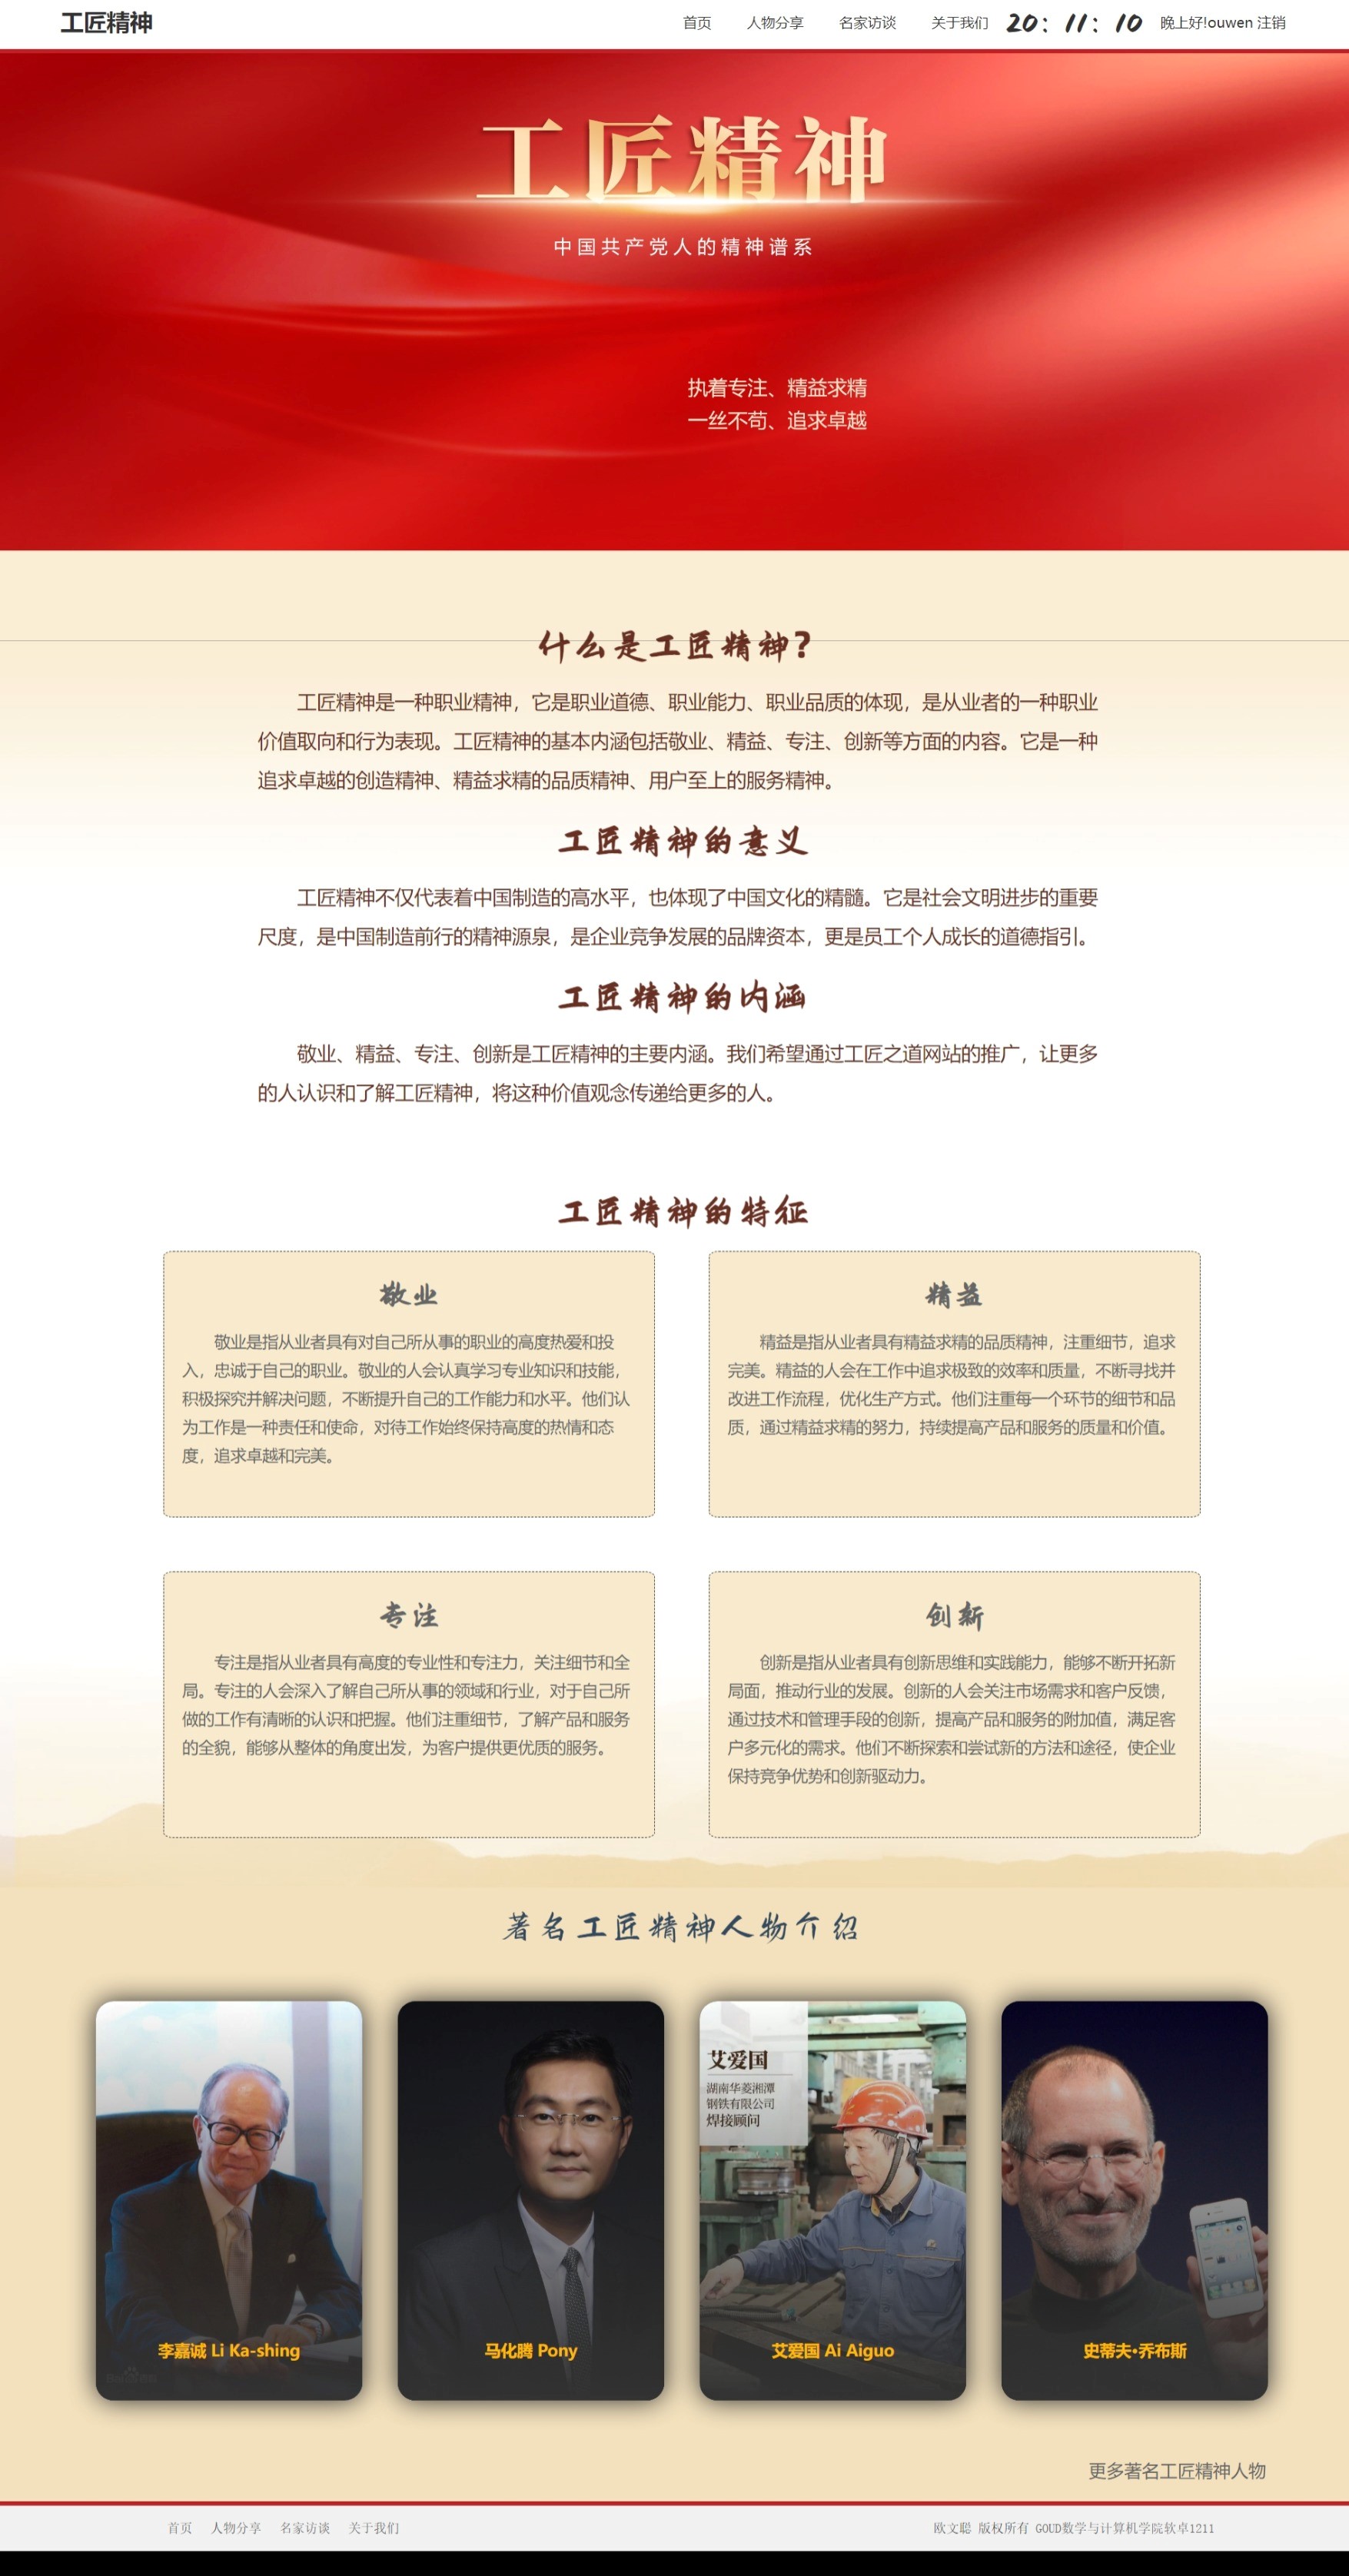 工匠精神
首页 人物分享 名家访谈 关于我们 20：11：10 晚上好!ouwen 注销
工匠精神
中国共产党人的精神谱系
执着专注、精益求精
一丝不苟、追求卓越
什么是工匠精神?
工匠精神是一种职业精神，它是职业道德、职业能力、职业品质的体现，是从业者的一种职业
价值取向和行为表现。工匠精神的基本内涵包括敬业、精益、专注、创新等方面的内容。它是一种
追求卓越的创造精神、精益求精的品质精神、用户至上的服务精神。
工匠精神的意义
工匠精神不仅代表着中国制造的高水平，也体现了中国文化的精髓。它是社会文明进步的重要
尺度，是中国制造前行的精神源泉，是企业竞争发展的品牌资本，更是员工个人成长的道德指引。
工匠精神的内涵
敬业、精益、专注、创新是工匠精神的主要内涵。我们希望通过工匠之道网站的推广，让更多
的人认识和了解工匠精神，将这种价值观念传递给更多的人。
工匠精神的特征
敬业
敬业是指从业者具有对自己所从事的职业的高度热爱和投
入，忠诚于自己的职业。敬业的人会认真学习专业知识和技能，
积极探究并解决问题，不断提升自己的工作能力和水平。他们认
为工作是一种责任和使命，对待工作始终保持高度的热情和态
度，追求卓越和完美。
精益
精益是指从业者具有精益求精的品质精神，注重细节，追求
完美。精益的人会在工作中追求极致的效率和质量，不断寻找并
改进工作流程，优化生产方式。他们注重每一个环节的细节和品
质，通过精益求精的努力，持续提高产品和服务的质量和价值。
专注
专注是指从业者具有高度的专业性和专注力，关注细节和全
局。专注的人会深入了解自己所从事的领域和行业，对于自己所
做的工作有清晰的认识和把握。他们注重细节，了解产品和服务
的全貌，能够从整体的角度出发，为客户提供更优质的服务。
创新
创新是指从业者具有创新思维和实践能力，能够不断开拓新
局面，推动行业的发展。创新的人会关注市场需求和客户反馈，
通过技术和管理手段的创新，提高产品和服务的附加值，满足客
户多元化的需求。他们不断探索和尝试新的方法和途径，使企业
保持竞争优势和创新驱动力。
著名工匠精神人物介绍
艾爱国
湖南华菱湘潭
钢铁有限公司
焊接顾问
李嘉诚 Li Ka-shing
马化腾 Pony
艾爱国 Ai Aiguo
史蒂夫·乔布斯
更多著名工匠精神人物
首页 人物分享 名家访谈 关于我们
欧文聪 版权所有 GOUD数学与计算机学院软卓1211